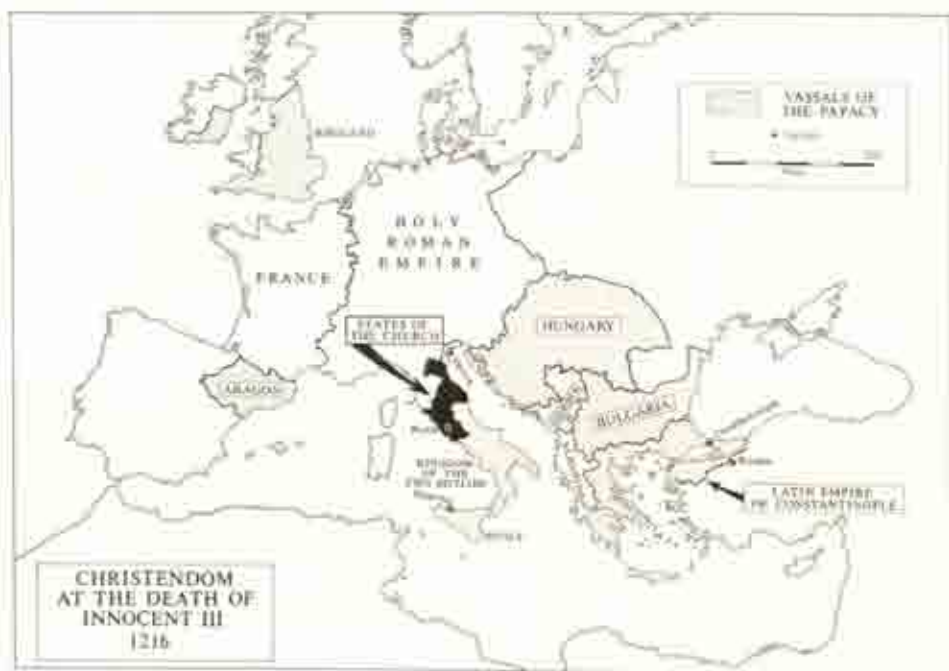 VASSALS OF
THE PAPACY
ENGLAND
HOLY
ROMAN
EMPIRE
FRANCE
STATES OF
THE CHURCH
HUNGARY
ARAGON
BULGARIA
KINGDOM
OF THE
TWO SICILIES
LATIN EMPIRE
OF CONSTANTINOPLE
CHRISTENDOM
AT THE DEATH OF
INNOCENT III
1216